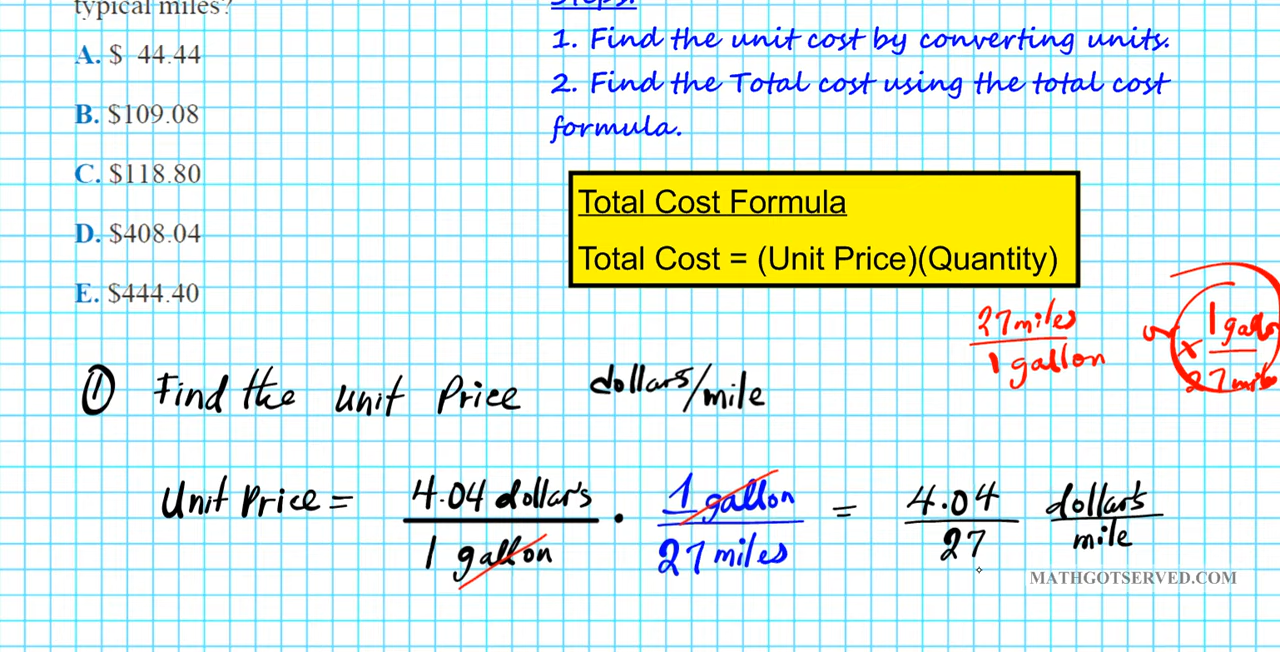 typical miles?
A. $ 44.44
B. $109.08
C. $118.80
D. $408.04
E. $444.40
Steps:
1. Find the unit cost by converting units.
2. Find the Total cost using the total cost
formula.
Total Cost Formula
Total Cost = (Unit Price)(Quantity)
27 miles
1 gallon
or x 1 gallon
27 miles
① Find the unit Price dollars/mile
Unit Price = 4.04 dollars / 1 gallon · 1 gallon / 27 miles = 4.04 / 27 dollars / mile
MATHGOTSERVED.COM